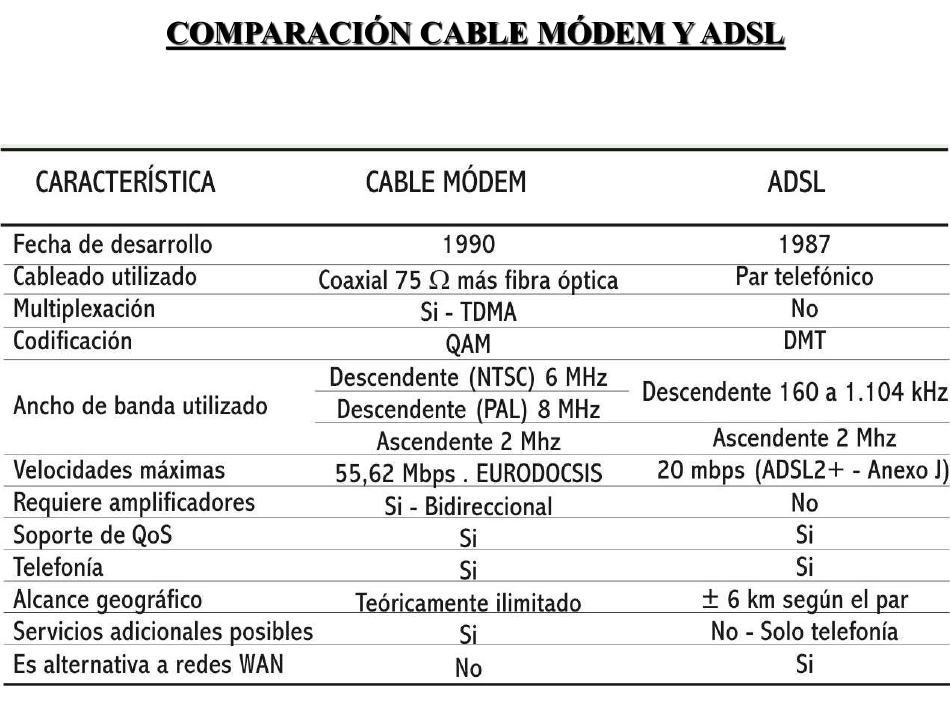 COMPARACIÓN CABLE MÓDEM Y ADSL
CARACTERÍSTICA CABLE MÓDEM ADSL
Fecha de desarrollo 1990 1987
Cableado utilizado Coaxial 75 Ω más fibra óptica Par telefónico
Multiplexación Si - TDMA No
Codificación QAM DMT
Ancho de banda utilizado
Descendente (NTSC) 6 MHz
Descendente (PAL) 8 MHz
Ascendente 2 Mhz
Descendente 160 a 1.104 kHz
Ascendente 2 Mhz
Velocidades máximas 55,62 Mbps . EURODOCSIS 20 mbps (ADSL2+ - Anexo J)
Requiere amplificadores Si - Bidireccional No
Soporte de QoS Si Si
Telefonía Si Si
Alcance geográfico Teóricamente ilimitado ± 6 km según el par
Servicios adicionales posibles Si No - Solo telefonía
Es alternativa a redes WAN No Si